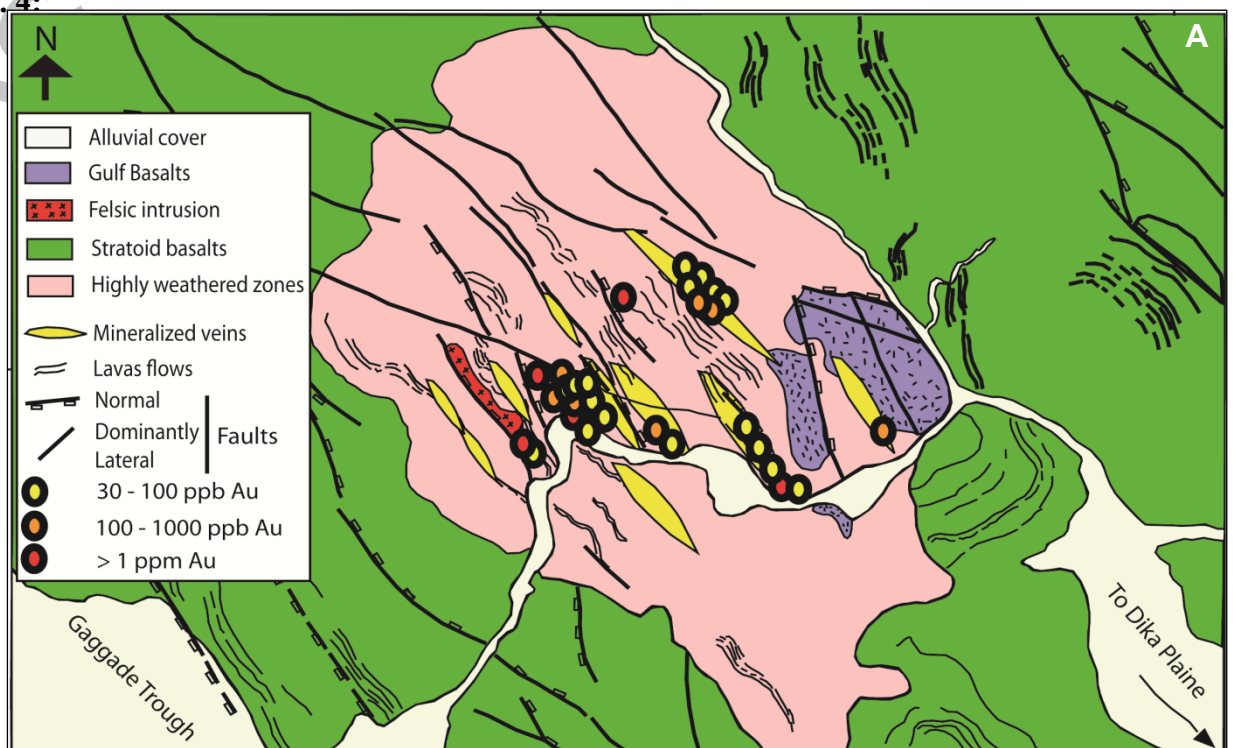 . 4:
A
N
Alluvial cover
Gulf Basalts
Felsic intrusion
Stratoid basalts
Highly weathered zones
Mineralized veins
Lavas flows
Normal
Dominantly
Lateral
Faults
30 - 100 ppb Au
100 - 1000 ppb Au
> 1 ppm Au
Gaggade Trough
To Dika Plaine